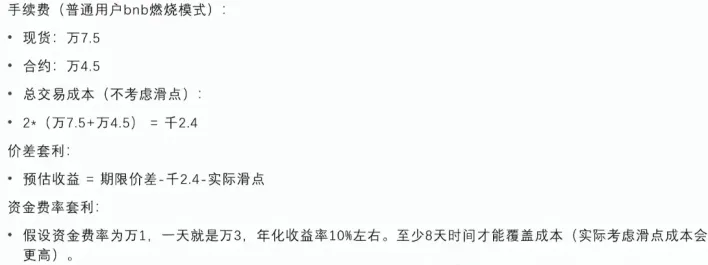 手续费（普通用户bnb燃烧模式）：
• 现货：万7.5
• 合约：万4.5
• 总交易成本（不考虑滑点）：
• 2*（万7.5+万4.5） = 千2.4
价差套利：
• 预估收益 = 期限价差-千2.4-实际滑点
资金费率套利：
• 假设资金费率为万1，一天就是万3，年化收益率10%左右。至少8天时间才能覆盖成本（实际考虑滑点成本会
更高）。